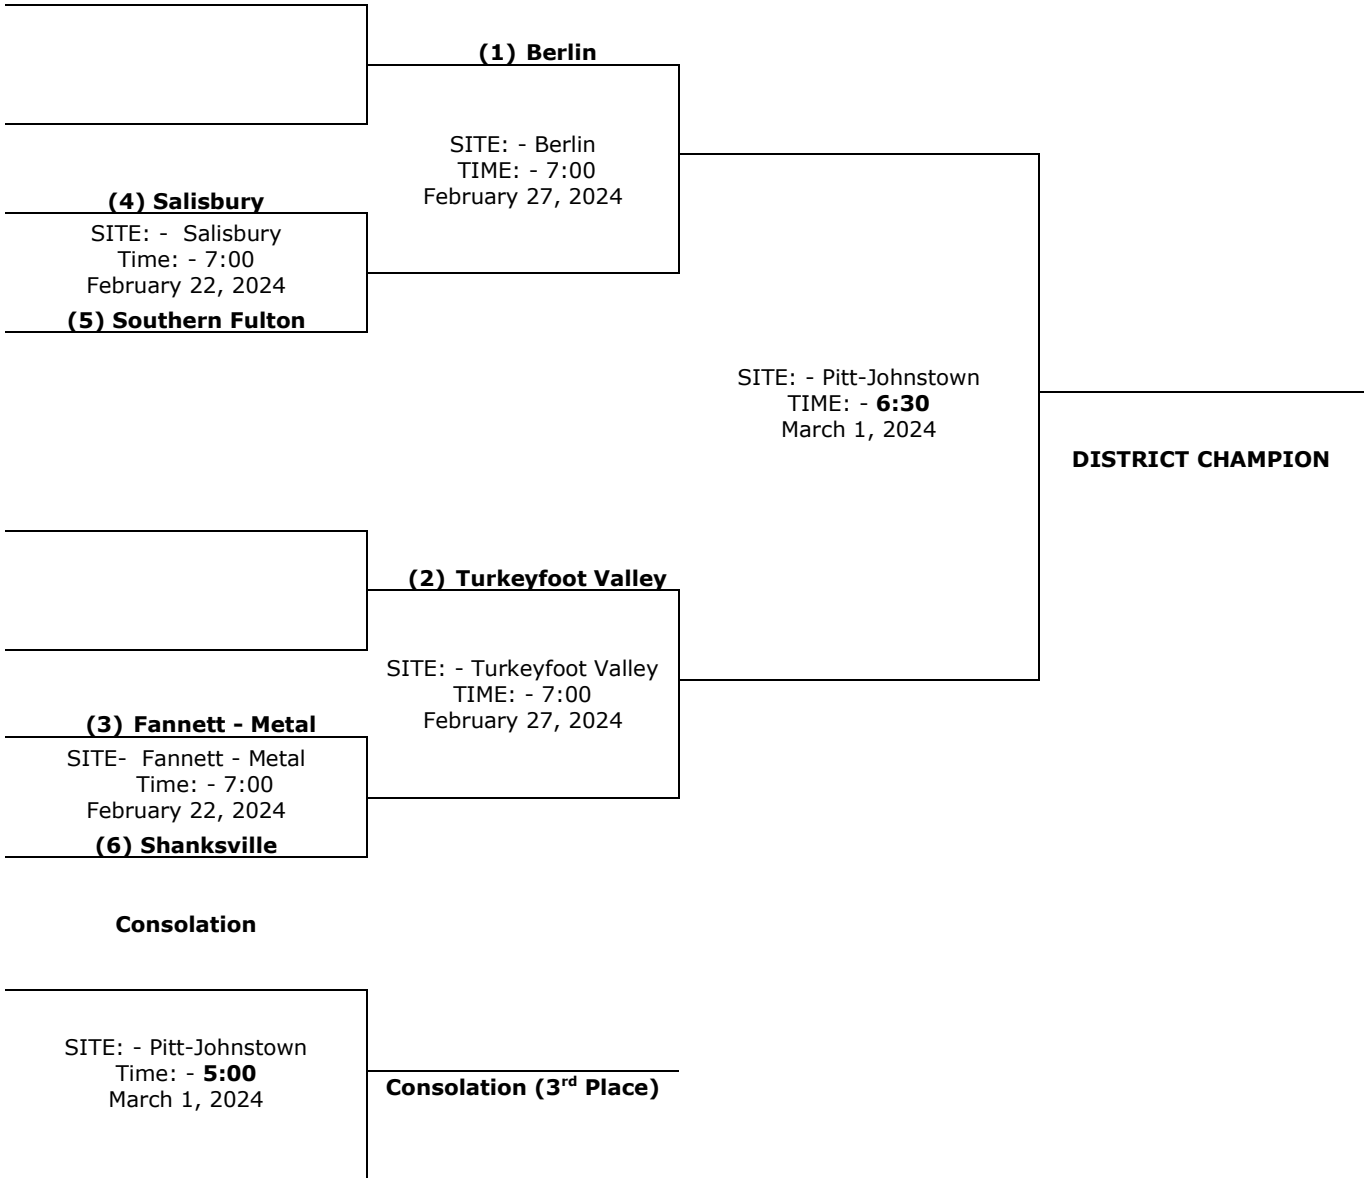 (1) Berlin
SITE: - Berlin
TIME: - 7:00
February 27, 2024
(4) Salisbury
SITE: - Salisbury
Time: - 7:00
February 22, 2024
(5) Southern Fulton
SITE: - Pitt-Johnstown
TIME: - 6:30
March 1, 2024
DISTRICT CHAMPION
(2) Turkeyfoot Valley
SITE: - Turkeyfoot Valley
TIME: - 7:00
February 27, 2024
(3) Fannett - Metal
SITE- Fannett - Metal
Time: - 7:00
February 22, 2024
(6) Shanksville
Consolation
SITE: - Pitt-Johnstown
Time: - 5:00
March 1, 2024
Consolation (3rd Place)